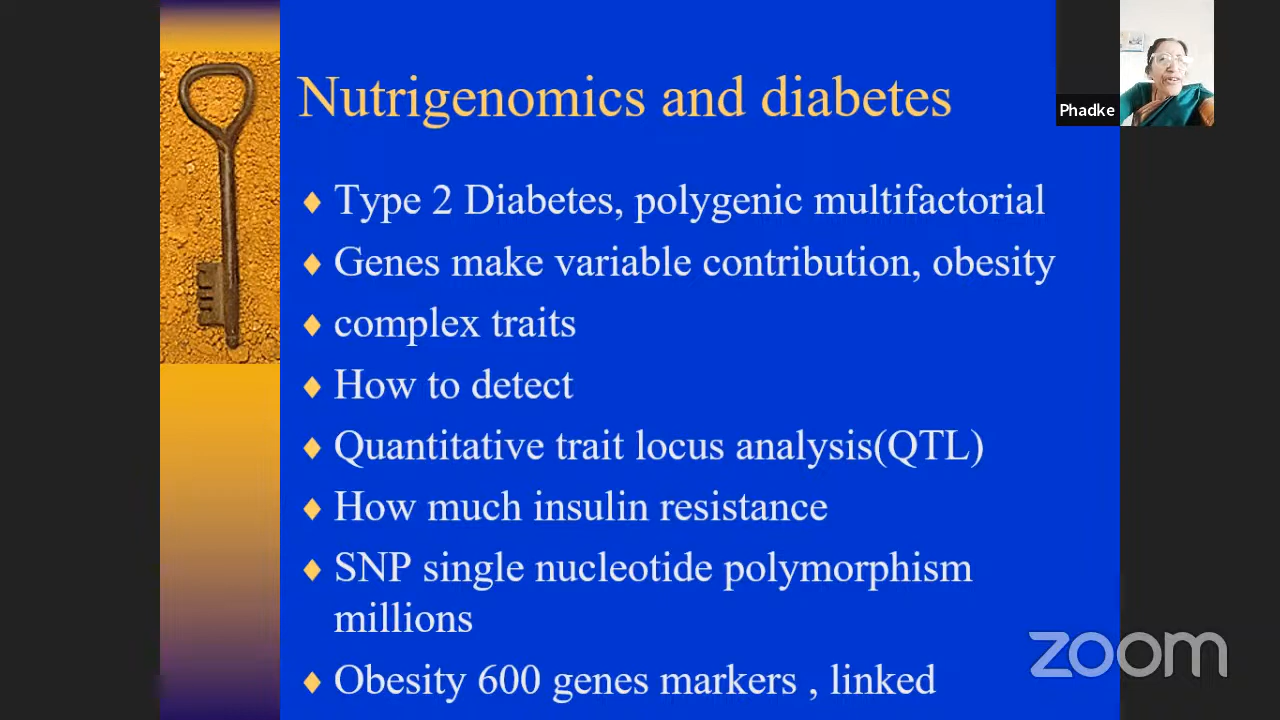 Nutrigenomics and diabetes
Phadke
Type 2 Diabetes, polygenic multifactorial
Genes make variable contribution, obesity
complex traits
How to detect
Quantitative trait locus analysis(QTL)
How much insulin resistance
SNP single nucleotide polymorphism
millions
Obesity 600 genes markers , linked
zoom